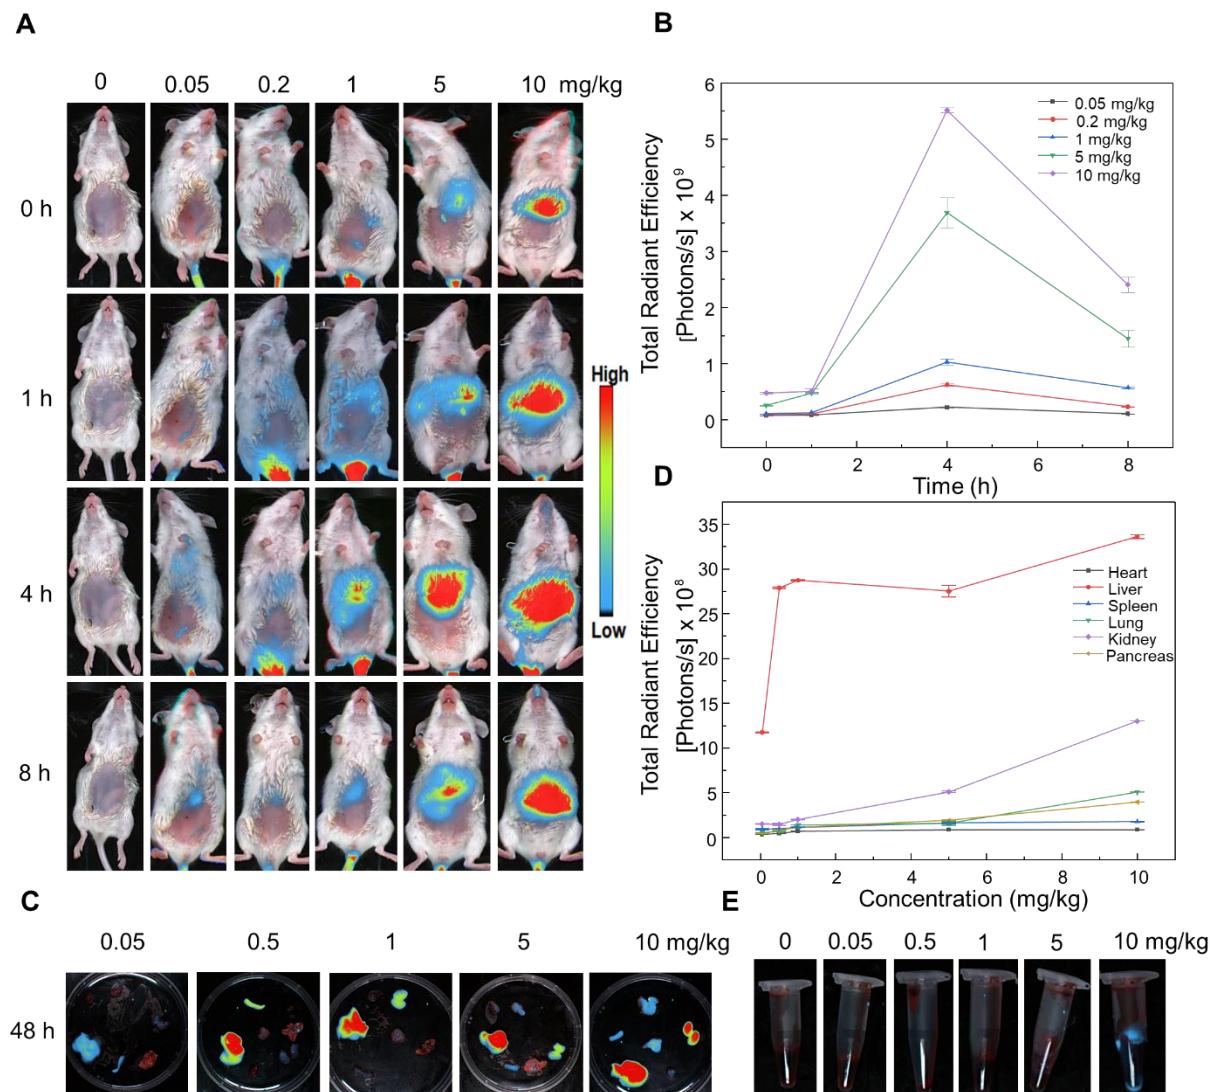 A
0 0.05 0.2 1 5 10 mg/kg
0 h
1 h
4 h
8 h
High
Low
B
Total Radiant Efficiency
[Photons/s] x 10⁹
6
5
4
3
2
1
0
0 2 4 6 8
Time (h)
0.05 mg/kg
0.2 mg/kg
1 mg/kg
5 mg/kg
10 mg/kg
C
0.05 0.5 1 5 10 mg/kg
48 h
D
Total Radiant Efficiency
[Photons/s] x 10⁸
35
30
25
20
15
10
5
0
0 2 4 6 8 10
Concentration (mg/kg)
Heart
Liver
Spleen
Lung
Kidney
Pancreas
E
0 0.05 0.5 1 5 10 mg/kg